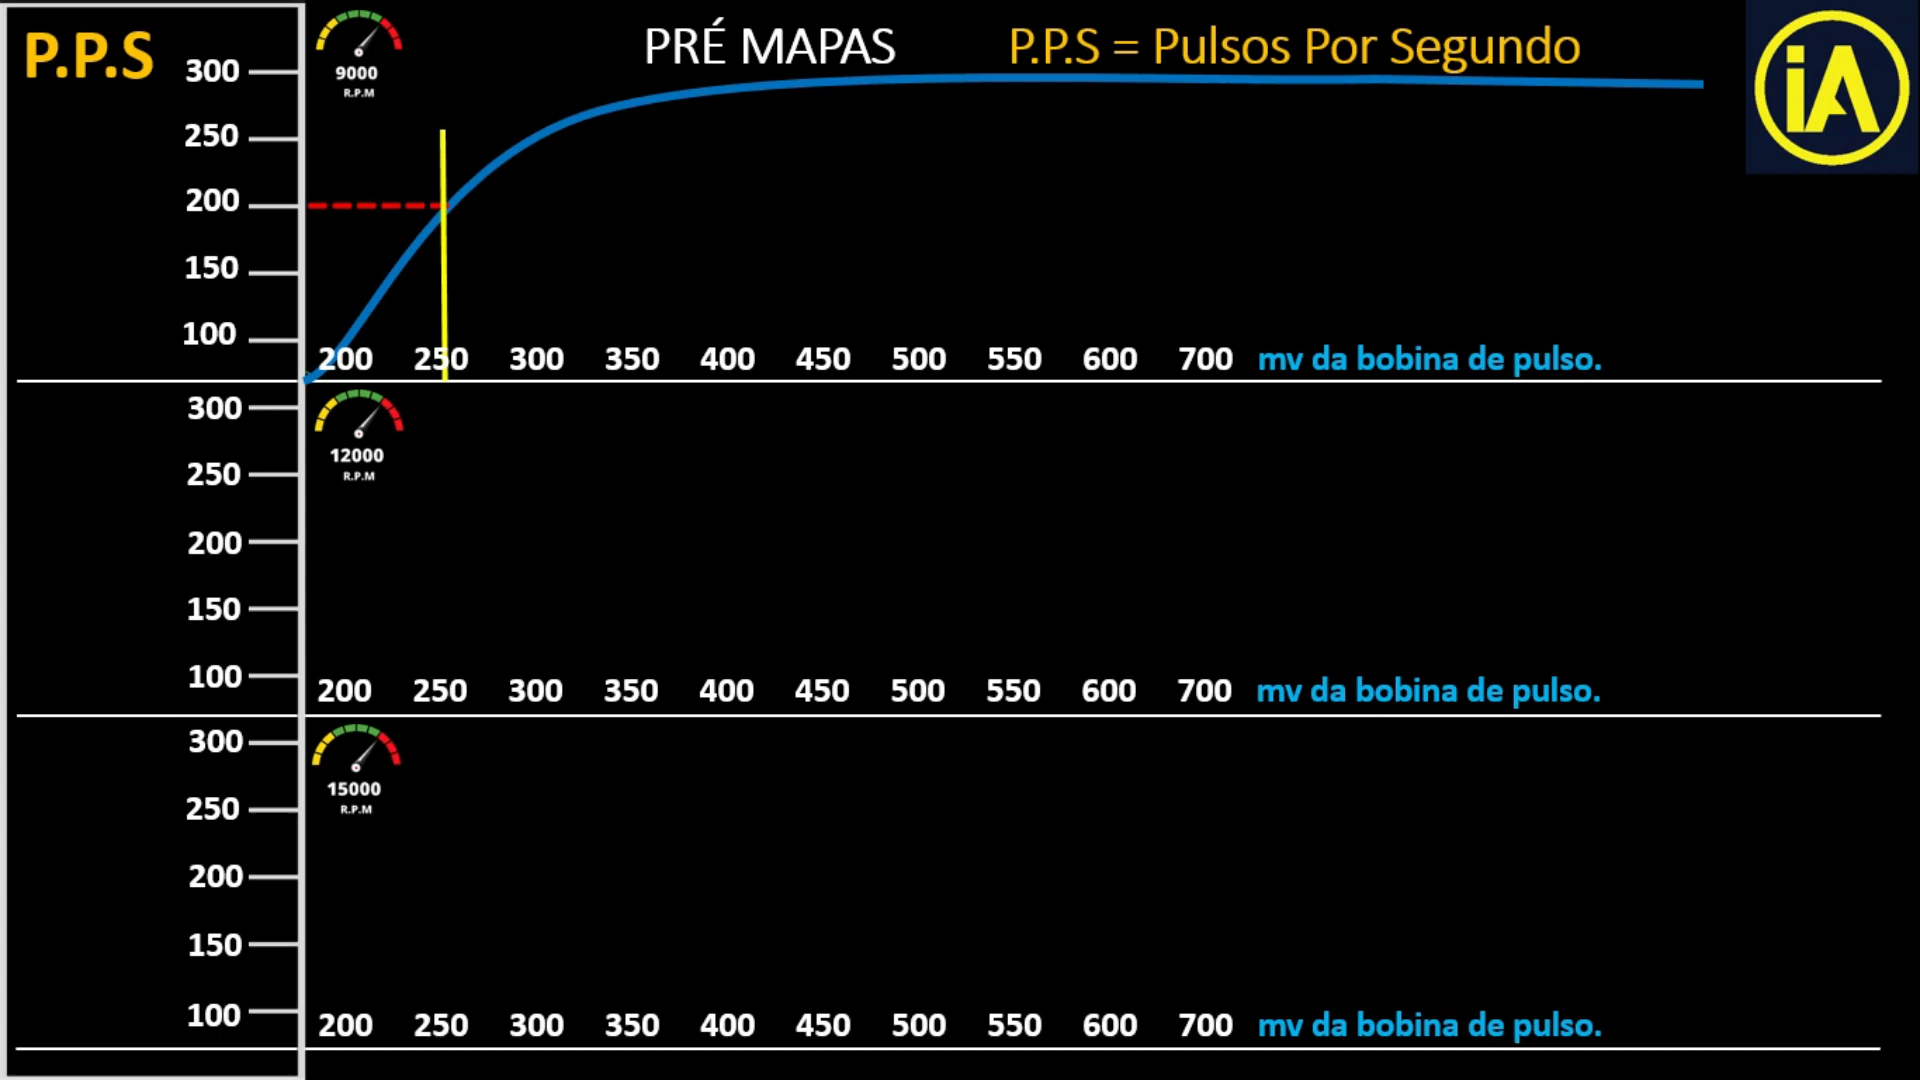 P.P.S
PRÉ MAPAS
P.P.S = Pulsos Por Segundo
iA
9000
R.P.M
300
250
200
150
100
200 250 300 350 400 450 500 550 600 700 mv da bobina de pulso.
12000
R.P.M
300
250
200
150
100
200 250 300 350 400 450 500 550 600 700 mv da bobina de pulso.
15000
R.P.M
300
250
200
150
100
200 250 300 350 400 450 500 550 600 700 mv da bobina de pulso.